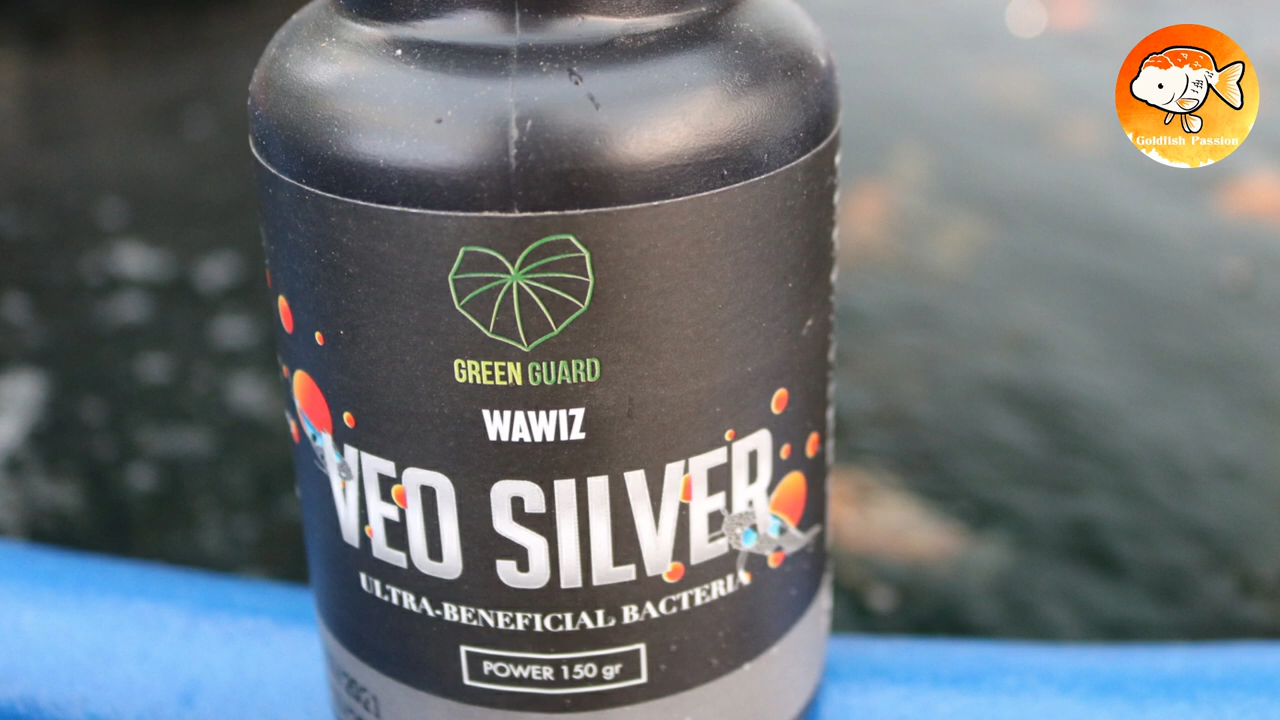 Goldfish Passion
GREEN GUARD
WAWIZ
VEO SILVER
ULTRA-BENEFICIAL BACTERIA
POWER 150 gr